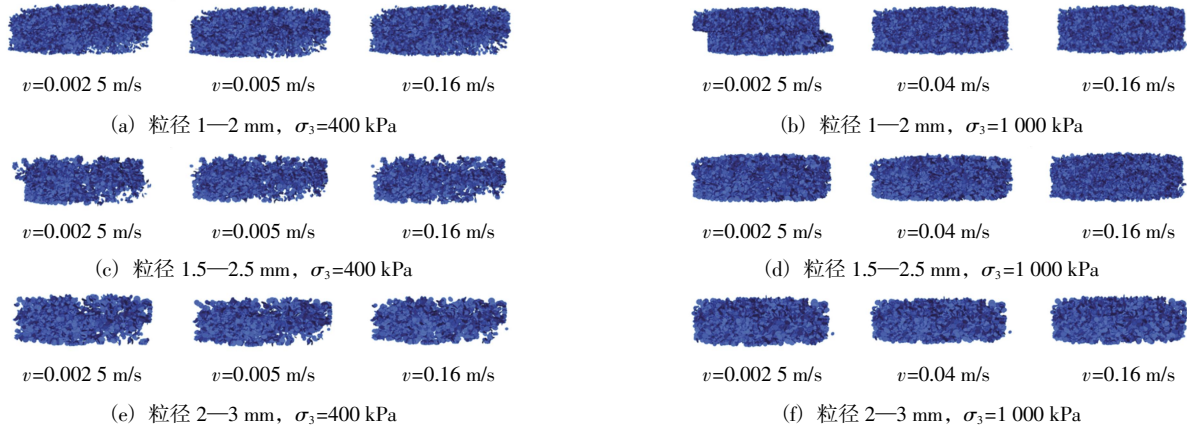 v=0.002 5 m/s v=0.005 m/s v=0.16 m/s
(a) 粒径 1—2 mm，σ₃=400 kPa
v=0.002 5 m/s v=0.04 m/s v=0.16 m/s
(b) 粒径 1—2 mm，σ₃=1 000 kPa
v=0.002 5 m/s v=0.005 m/s v=0.16 m/s
(c) 粒径 1.5—2.5 mm，σ₃=400 kPa
v=0.002 5 m/s v=0.04 m/s v=0.16 m/s
(d) 粒径 1.5—2.5 mm，σ₃=1 000 kPa
v=0.002 5 m/s v=0.005 m/s v=0.16 m/s
(e) 粒径 2—3 mm，σ₃=400 kPa
v=0.002 5 m/s v=0.04 m/s v=0.16 m/s
(f) 粒径 2—3 mm，σ₃=1 000 kPa